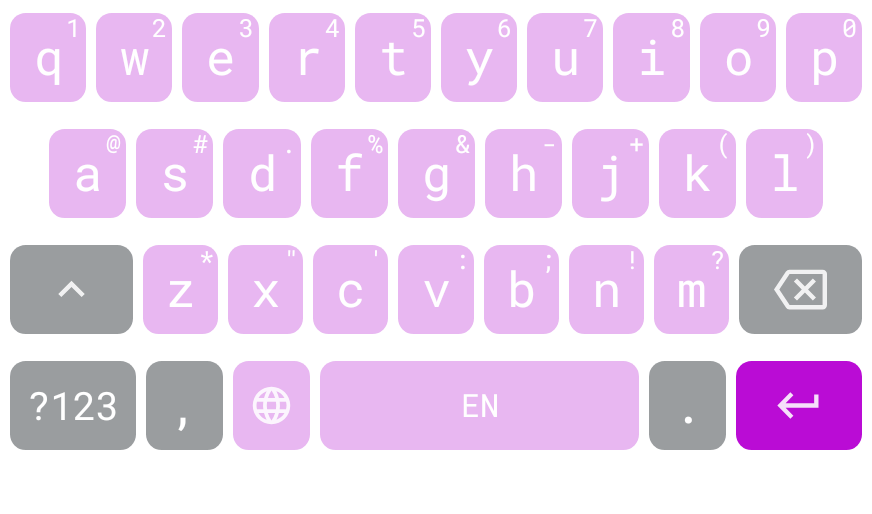 1 2 3 4 5 6 7 8 9 0
q w e r t y u i o p
@ # . % & - + ( )
a s d f g h j k l
* " ' : ; ! ?
z x c v b n m
?123 , EN .